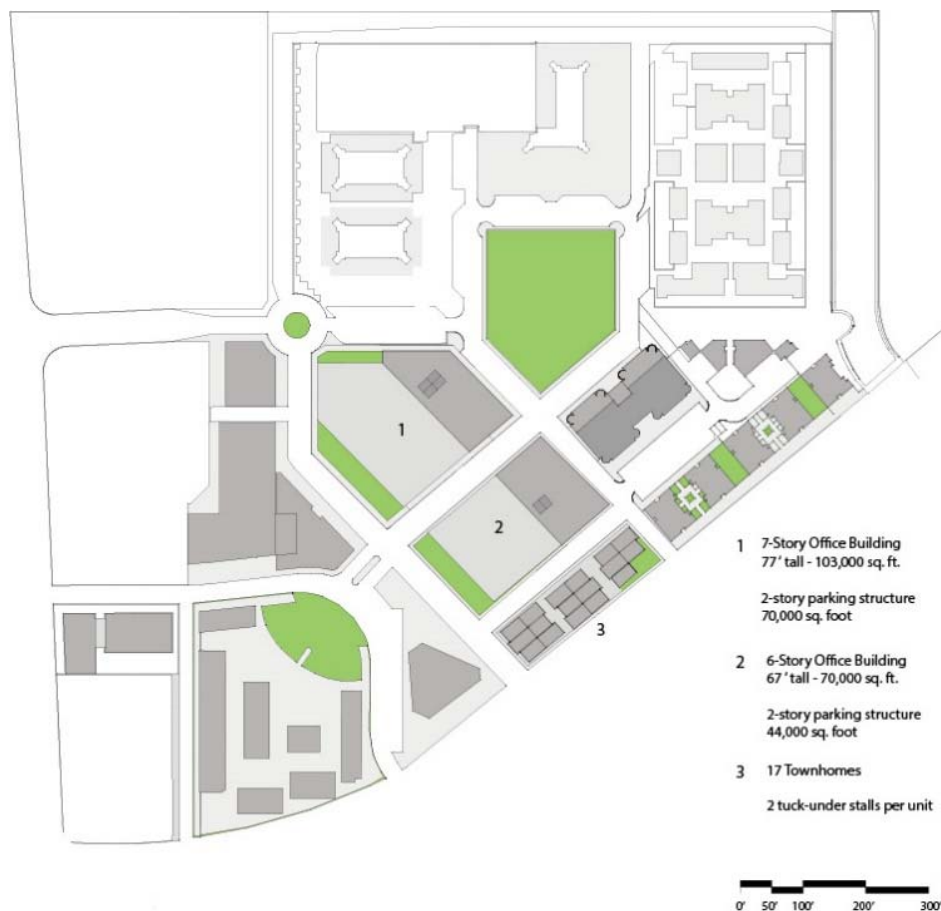 1
2
3
1 7-Story Office Building
77' tall - 103,000 sq. ft.
2-story parking structure
70,000 sq. foot
2 6-Story Office Building
67' tall - 70,000 sq. ft.
2-story parking structure
44,000 sq. foot
3 17 Townhomes
2 tuck-under stalls per unit
0' 50' 100' 200' 300'